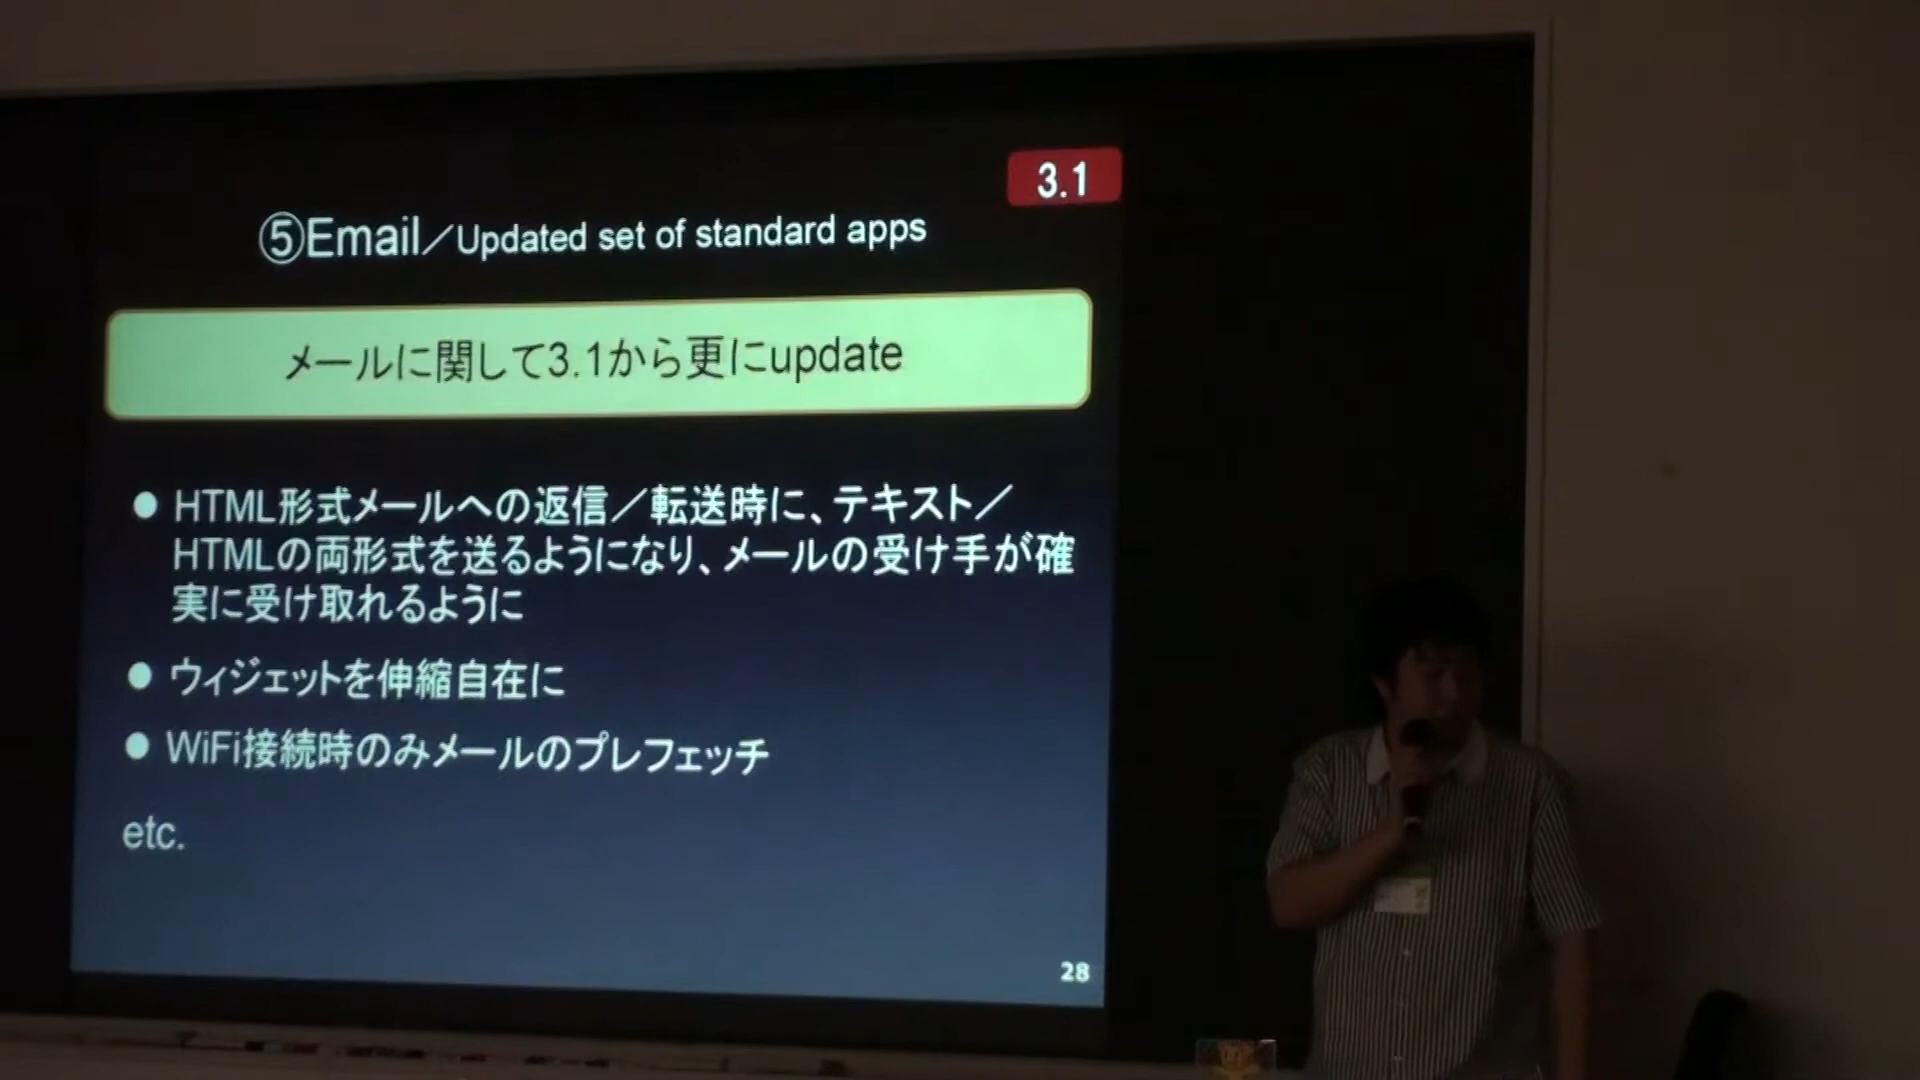 3.1
⑤Email／Updated set of standard apps
メールに関して3.1から更にupdate
● HTML形式メールへの返信／転送時に、テキスト／
HTMLの両形式を送るようになり、メールの受け手が確
実に受け取れるように
● ウィジェットを伸縮自在に
● WiFi接続時のみメールのプレフェッチ
etc.
28